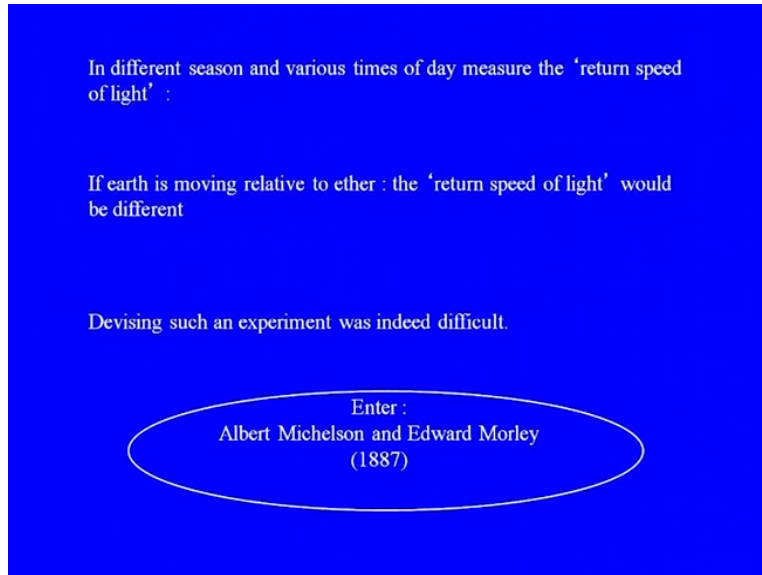 In different season and various times of day measure the ‘return speed
of light’ :
If earth is moving relative to ether : the ‘return speed of light’ would
be different
Devising such an experiment was indeed difficult.
Enter :
Albert Michelson and Edward Morley
(1887)